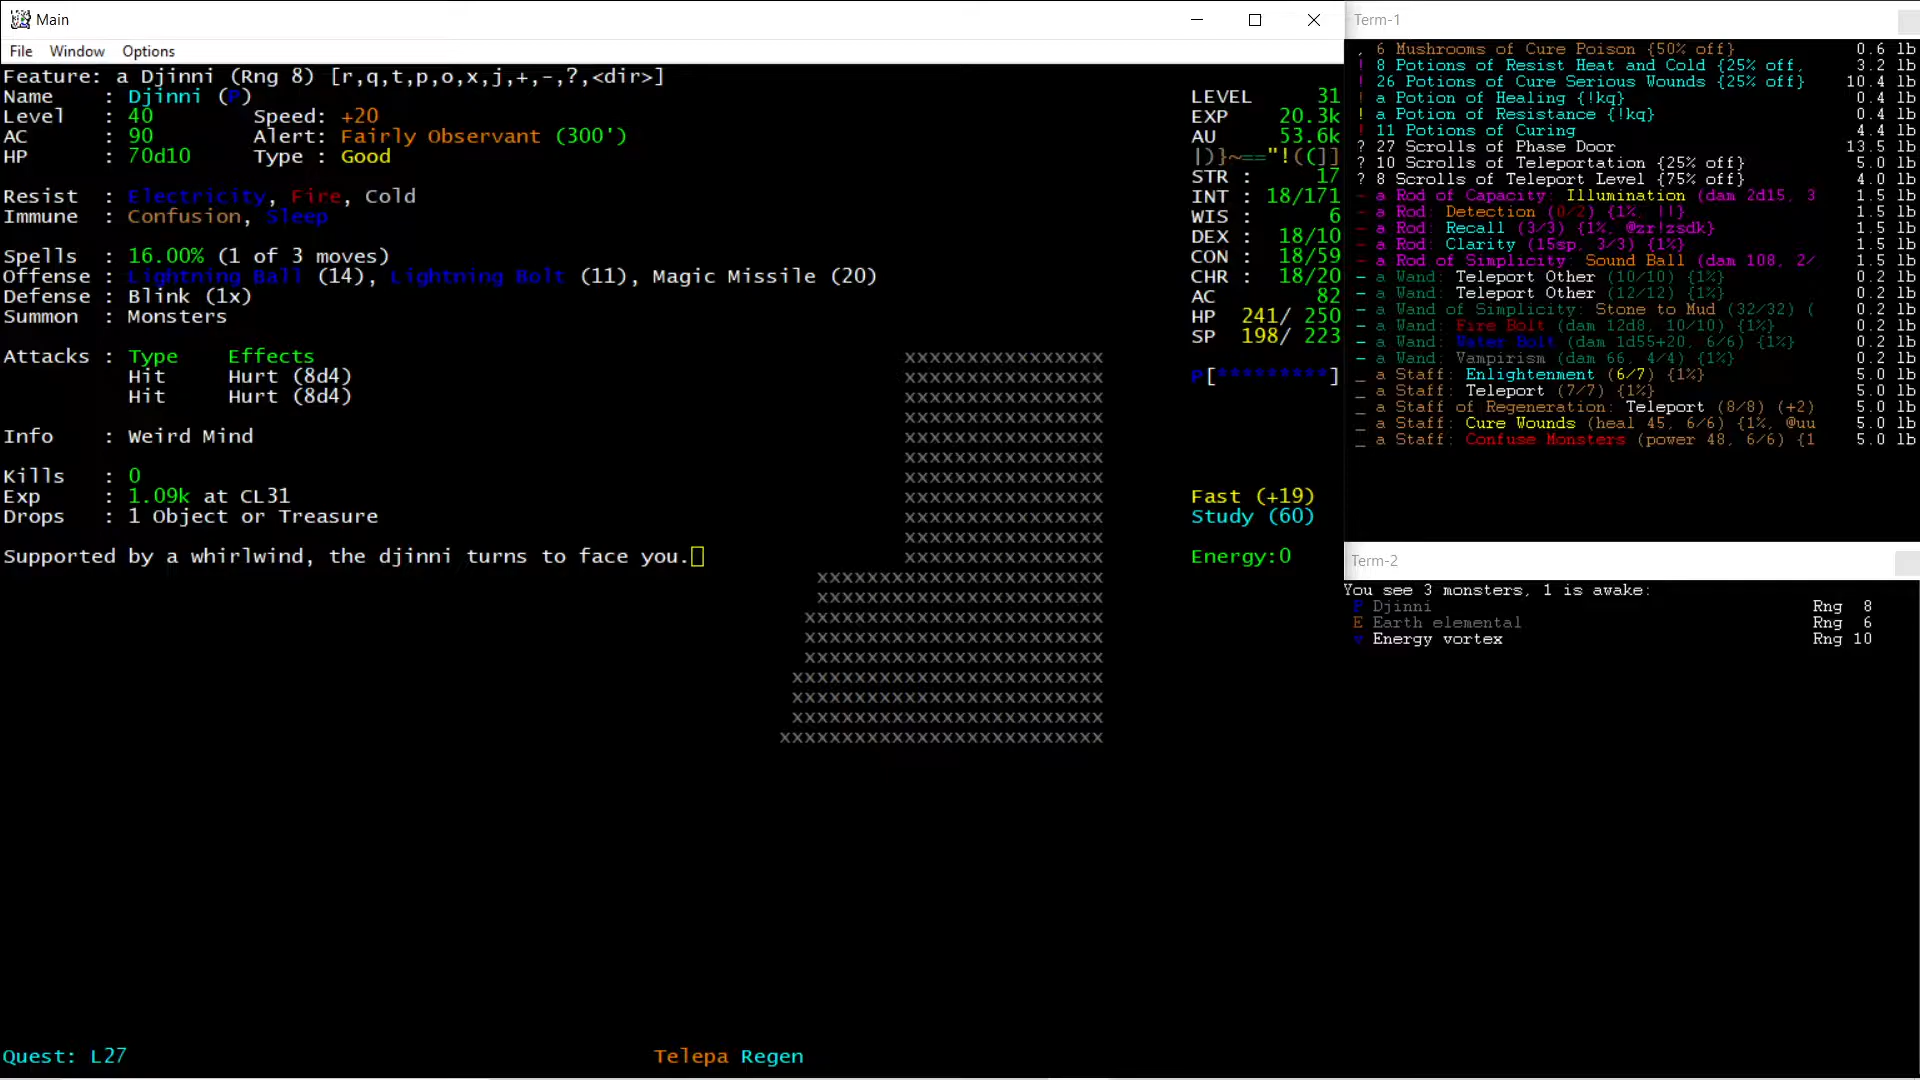 Main
File Window Options
Feature: a Djinni (Rng 8) [r,q,t,p,o,x,j,+,-,?,<dir>]
Name : Djinni (P)
Level : 40 Speed: +20
AC : 90 Alert: Fairly Observant (300')
HP : 70d10 Type : Good
Resist : Electricity, Fire, Cold
Immune : Confusion, Sleep
Spells : 16.00% (1 of 3 moves)
Offense : Lightning Ball (14), Lightning Bolt (11), Magic Missile (20)
Defense : Blink (1x)
Summon : Monsters
Attacks : Type Effects
Hit Hurt (8d4)
Hit Hurt (8d4)
Info : Weird Mind
Kills : 0
Exp : 1.09k at CL31
Drops : 1 Object or Treasure
Supported by a whirlwind, the djinni turns to face you.
xxxxxxxxxxxxxxxx
xxxxxxxxxxxxxxxx
xxxxxxxxxxxxxxxx
xxxxxxxxxxxxxxxx
xxxxxxxxxxxxxxxx
xxxxxxxxxxxxxxxx
xxxxxxxxxxxxxxxx
xxxxxxxxxxxxxxxx
xxxxxxxxxxxxxxxx
xxxxxxxxxxxxxxxx
xxxxxxxxxxxxxxxx
xxxxxxxxxxxxxxxxxxxxxxx
xxxxxxxxxxxxxxxxxxxxxxx
xxxxxxxxxxxxxxxxxxxxxxxx
xxxxxxxxxxxxxxxxxxxxxxxx
xxxxxxxxxxxxxxxxxxxxxxxx
xxxxxxxxxxxxxxxxxxxxxxxxx
xxxxxxxxxxxxxxxxxxxxxxxxx
xxxxxxxxxxxxxxxxxxxxxxxxx
xxxxxxxxxxxxxxxxxxxxxxxxxx
LEVEL 31
EXP 20.3k
AU 53.6k
|)}~=="!((]]
STR : 17
INT : 18/171
WIS : 6
DEX : 18/10
CON : 18/59
CHR : 18/20
AC 82
HP 241/ 250
SP 198/ 223
P[*********]
Fast (+19)
Study (60)
Energy:0
Quest: L27 Telepa Regen
Term-1
, 6 Mushrooms of Cure Poison {50% off} 0.6 lb
! 8 Potions of Resist Heat and Cold {25% off, 3.2 lb
! 26 Potions of Cure Serious Wounds {25% off} 10.4 lb
! a Potion of Healing {!kq} 0.4 lb
! a Potion of Resistance {!kq} 0.4 lb
! 11 Potions of Curing 4.4 lb
? 27 Scrolls of Phase Door 13.5 lb
? 10 Scrolls of Teleportation {25% off} 5.0 lb
? 8 Scrolls of Teleport Level {75% off} 4.0 lb
- a Rod of Capacity: Illumination (dam 2d15, 3 1.5 lb
- a Rod: Detection (0/2) {1%, ||} 1.5 lb
- a Rod: Recall (3/3) {1%, @zr!zsdk} 1.5 lb
- a Rod: Clarity (15sp, 3/3) {1%} 1.5 lb
- a Rod of Simplicity: Sound Ball (dam 108, 2/ 1.5 lb
- a Wand: Teleport Other (10/10) {1%} 0.2 lb
- a Wand: Teleport Other (12/12) {1%} 0.2 lb
- a Wand of Simplicity: Stone to Mud (32/32) ( 0.2 lb
- a Wand: Fire Bolt (dam 12d8, 10/10) {1%} 0.2 lb
- a Wand: Water Bolt (dam 1d55+20, 6/6) {1%} 0.2 lb
- a Wand: Vampirism (dam 66, 4/4) {1%} 0.2 lb
_ a Staff: Enlightenment (6/7) {1%} 5.0 lb
_ a Staff: Teleport (7/7) {1%} 5.0 lb
_ a Staff of Regeneration: Teleport (8/8) (+2) 5.0 lb
_ a Staff: Cure Wounds (heal 45, 6/6) {1%, @uu 5.0 lb
_ a Staff: Confuse Monsters (power 48, 6/6) {1 5.0 lb
Term-2
You see 3 monsters, 1 is awake:
P Djinni Rng 8
E Earth elemental Rng 6
v Energy vortex Rng 10